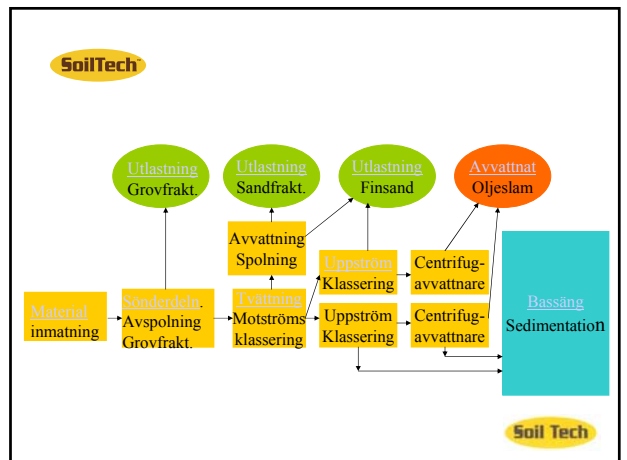 SoilTech™
Utlastning
Grovfrakt.
Utlastning
Sandfrakt.
Utlastning
Finsand
Avvattnat
Oljeslam
Avvattning
Spolning
Uppström
Klassering
Centrifug-
avvattnare
Material
inmatning
Sönderdeln.
Avspolning
Grovfrakt.
Tvättning
Motströms
klassering
Uppström
Klassering
Centrifug-
avvattnare
Bassäng
Sedimentation
Soil Tech